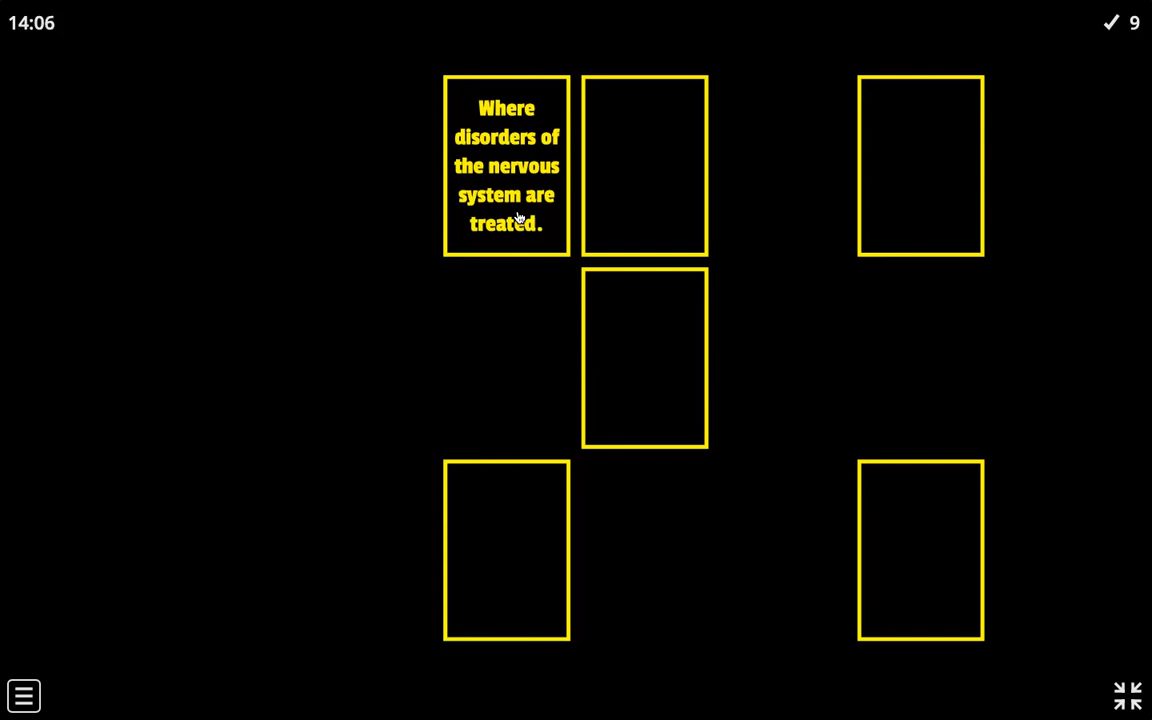 14:06
9
Where
disorders of
the nervous
system are
treated.